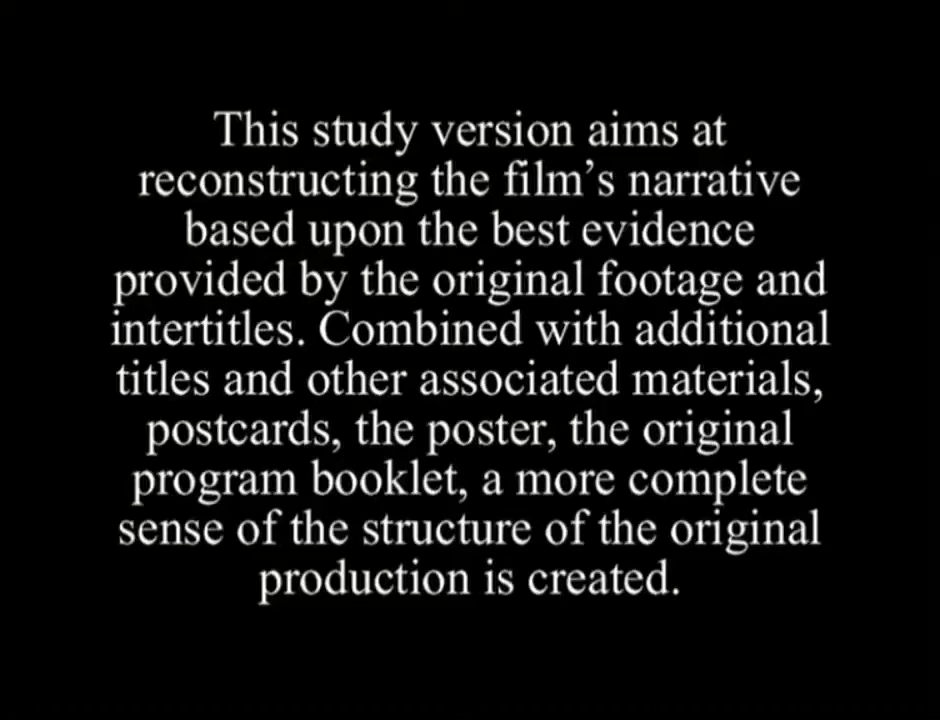 This study version aims at
reconstructing the film’s narrative
based upon the best evidence
provided by the original footage and
intertitles. Combined with additional
titles and other associated materials,
postcards, the poster, the original
program booklet, a more complete
sense of the structure of the original
production is created.